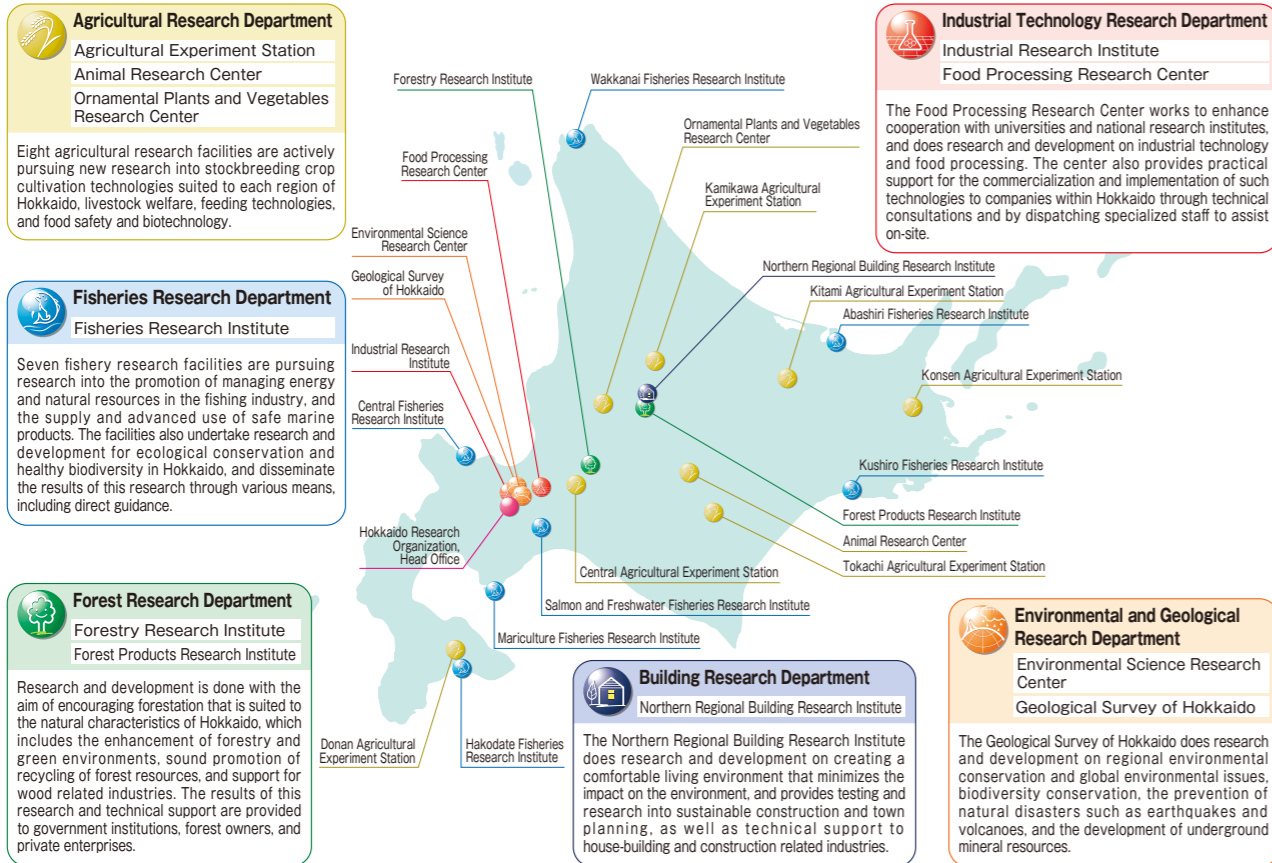 Agricultural Research Department
Agricultural Experiment Station
Animal Research Center
Ornamental Plants and Vegetables
Research Center
Eight agricultural research facilities are actively
pursuing new research into stockbreeding crop
cultivation technologies suited to each region of
Hokkaido, livestock welfare, feeding technologies,
and food safety and biotechnology.
Fisheries Research Department
Fisheries Research Institute
Seven fishery research facilities are pursuing
research into the promotion of managing energy
and natural resources in the fishing industry, and
the supply and advanced use of safe marine
products. The facilities also undertake research and
development for ecological conservation and
healthy biodiversity in Hokkaido, and disseminate
the results of this research through various means,
including direct guidance.
Forest Research Department
Forestry Research Institute
Forest Products Research Institute
Research and development is done with the
aim of encouraging forestation that is suited to
the natural characteristics of Hokkaido, which
includes the enhancement of forestry and
green environments, sound promotion of
recycling of forest resources, and support for
wood related industries. The results of this
research and technical support are provided
to government institutions, forest owners, and
private enterprises.
Forestry Research Institute
Wakkanai Fisheries Research Institute
Ornamental Plants and Vegetables
Research Center
Food Processing
Research Center
Kamikawa Agricultural
Experiment Station
Environmental Science
Research Center
Geological Survey
of Hokkaido
Northern Regional Building Research Institute
Kitami Agricultural Experiment Station
Abashiri Fisheries Research Institute
Industrial Research
Institute
Konsen Agricultural Experiment Station
Central Fisheries
Research Institute
Kushiro Fisheries Research Institute
Forest Products Research Institute
Hokkaido Research
Organization,
Head Office
Animal Research Center
Central Agricultural Experiment Station
Tokachi Agricultural Experiment Station
Salmon and Freshwater Fisheries Research Institute
Mariculture Fisheries Research Institute
Donan Agricultural
Experiment Station
Hakodate Fisheries
Research Institute
Industrial Technology Research Department
Industrial Research Institute
Food Processing Research Center
The Food Processing Research Center works to enhance
cooperation with universities and national research institutes,
and does research and development on industrial technology
and food processing. The center also provides practical
support for the commercialization and implementation of such
technologies to companies within Hokkaido through technical
consultations and by dispatching specialized staff to assist
on-site.
Building Research Department
Northern Regional Building Research Institute
The Northern Regional Building Research Institute
does research and development on creating a
comfortable living environment that minimizes the
impact on the environment, and provides testing and
research into sustainable construction and town
planning, as well as technical support to
house-building and construction related industries.
Environmental and Geological
Research Department
Environmental Science Research
Center
Geological Survey of Hokkaido
The Geological Survey of Hokkaido does research
and development on regional environmental
conservation and global environmental issues,
biodiversity conservation, the prevention of
natural disasters such as earthquakes and
volcanoes, and the development of underground
mineral resources.